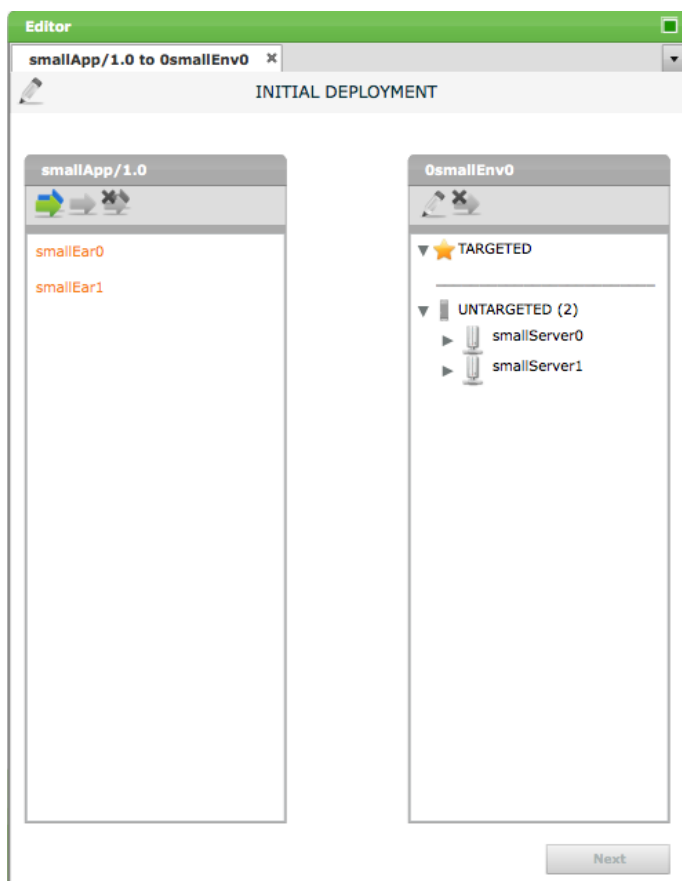 Editor
smallApp/1.0 to 0smallEnv0
INITIAL DEPLOYMENT
smallApp/1.0
smallEar0
smallEar1
0smallEnv0
TARGETED
UNTARGETED (2)
smallServer0
smallServer1
Next